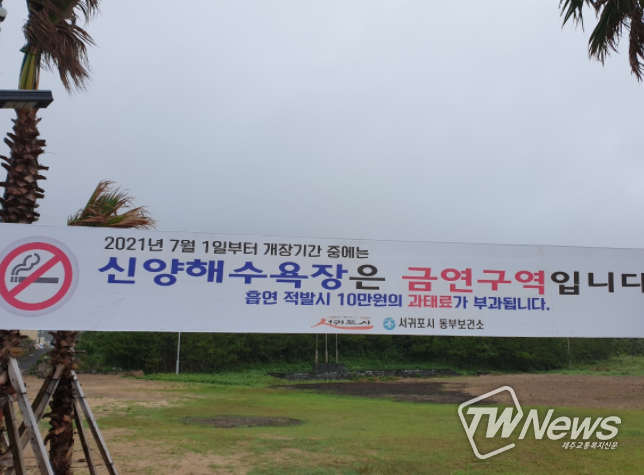 2021년 7월 1일부터 개장기간 중에는
신양해수욕장은 금연구역입니다
흡연 적발시 10만원의 과태료가 부과됩니다.
서귀포시 서귀포시 동부보건소
TWNews
제주교통복지신문